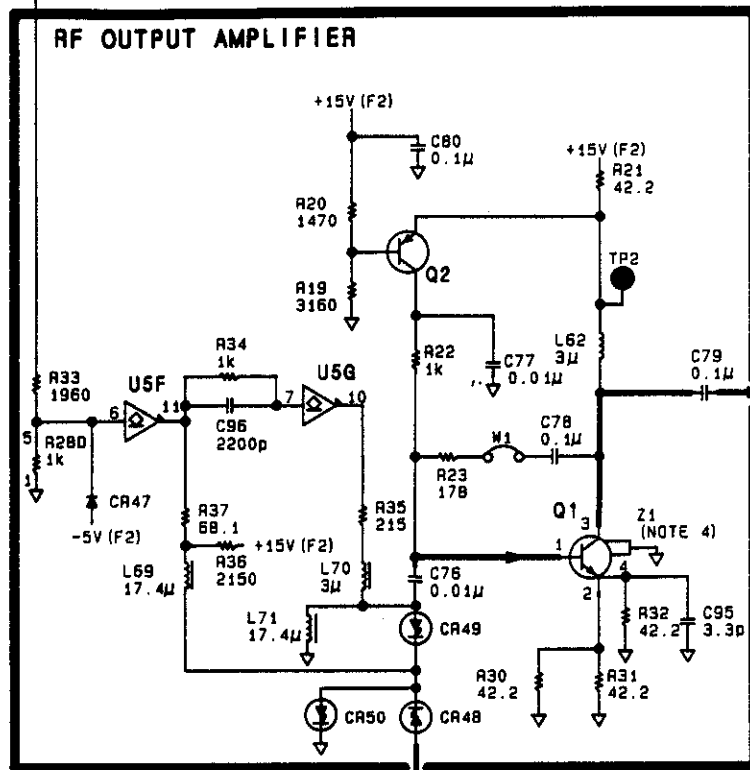 RF OUTPUT AMPLIFIER
+15V (F2)
C80
0.1µ
+15V (F2)
R21
42.2
R20
1470
Q2
TP2
R19
3160
R34
1k
R22
1k
C77
0.01µ
L62
3µ
C79
0.1µ
R33
1960
U5F
U5G
6
11
7
10
C96
2200p
5
R28D
1k
1
CR47
-5V (F2)
R23
178
W1
C78
0.1µ
R37
68.1
R35
215
Q1
3
Z1
(NOTE 4)
+15V (F2)
R36
2150
1
4
2
L69
17.4µ
L70
3µ
C76
0.01µ
L71
17.4µ
CR49
R32
42.2
C95
3.3p
R30
42.2
R31
42.2
CR50
CR48